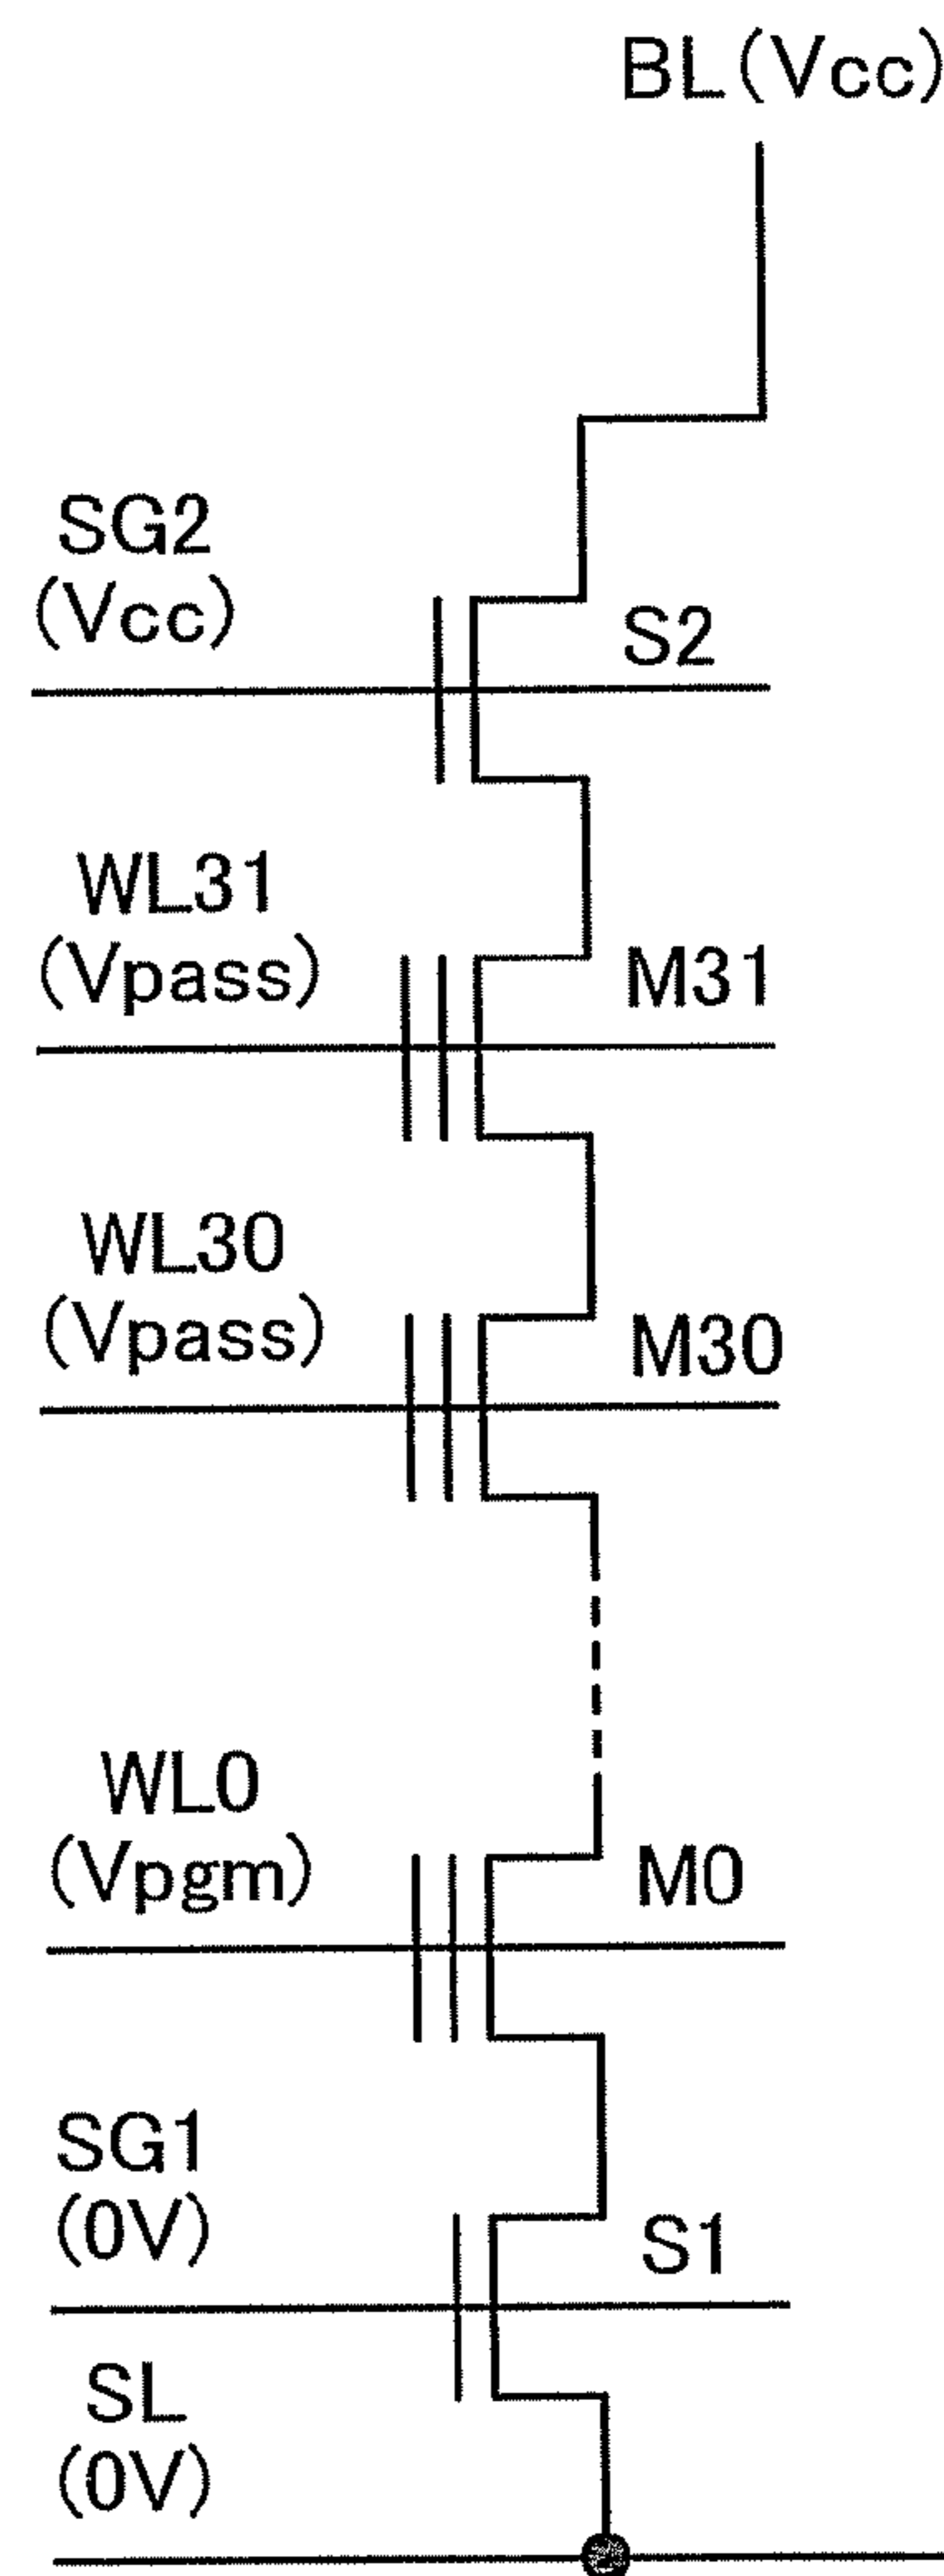 BL(Vcc)
SG2
(Vcc)
S2
WL31
(Vpass)
M31
WL30
(Vpass)
M30
WL0
(Vpgm)
M0
SG1
(0V)
S1
SL
(0V)